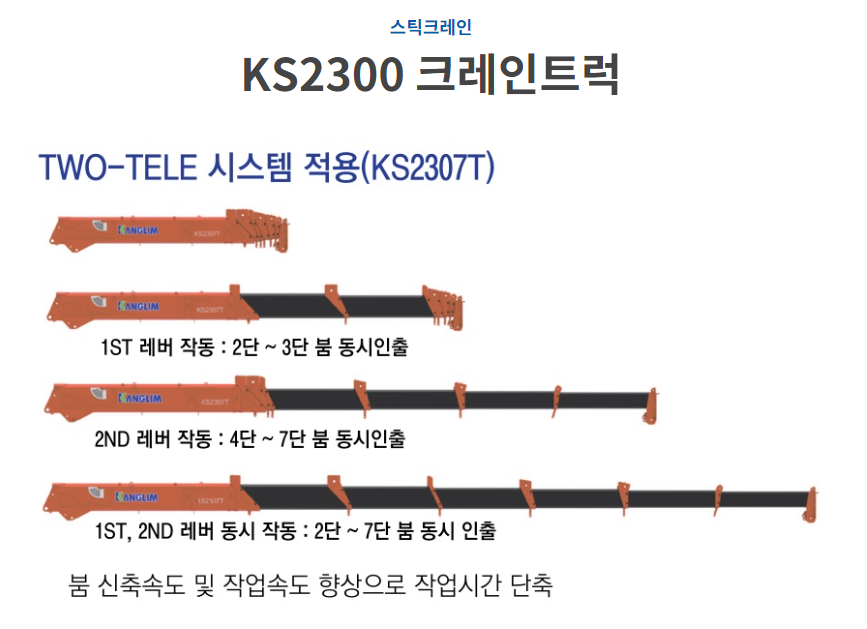 스틱크레인
KS2300 크레인트럭
TWO-TELE 시스템 적용(KS2307T)
KANGLIM KS2307T
KANGLIM KS2307T
1ST 레버 작동 : 2단 ~ 3단 붐 동시인출
KANGLIM KS2307T
2ND 레버 작동 : 4단 ~ 7단 붐 동시인출
KANGLIM KS2307T
1ST, 2ND 레버 동시 작동 : 2단 ~ 7단 붐 동시 인출
붐 신축속도 및 작업속도 향상으로 작업시간 단축